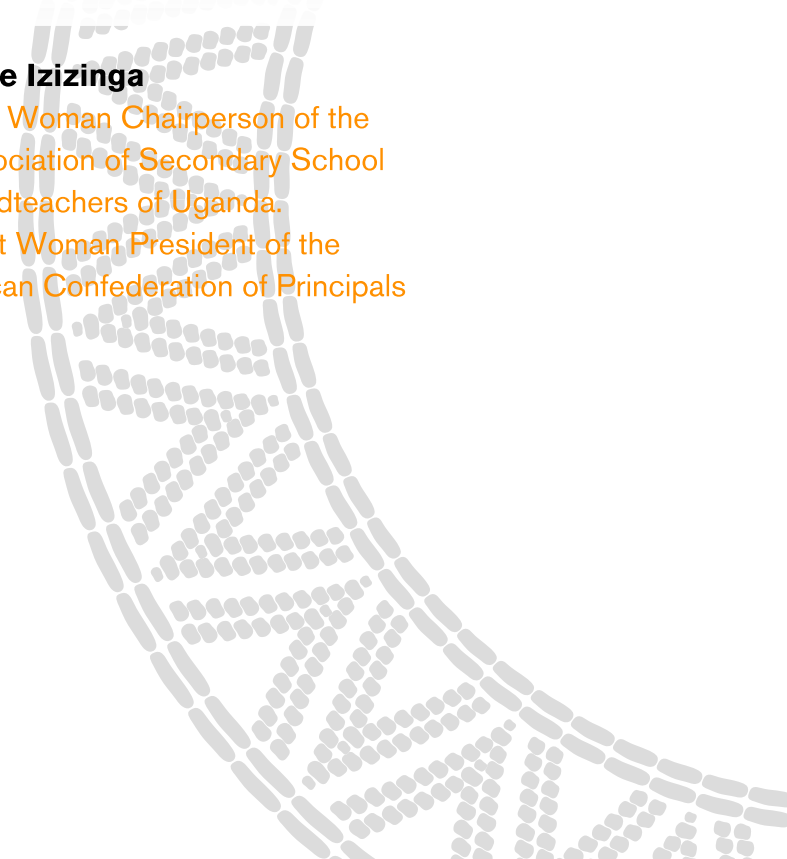 e Izizinga
Woman Chairperson of the
ociation of Secondary School
dteachers of Uganda.
t Woman President of the
can Confederation of Principals